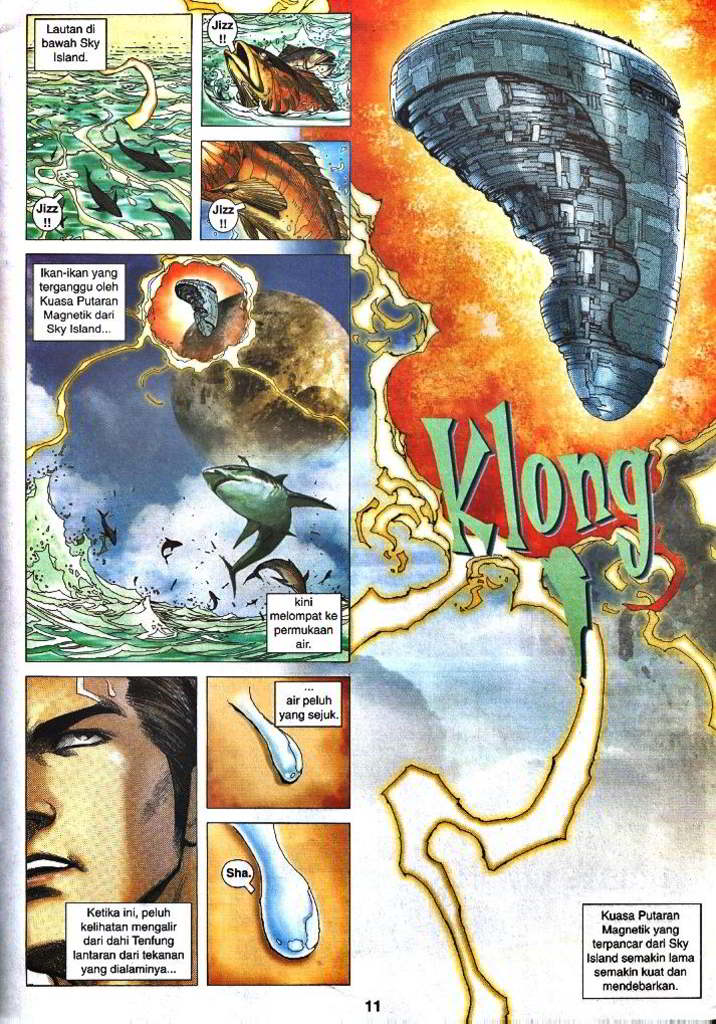 Lautan di
bawah Sky
Island.
Jizz
!!
Jizz
!!
Jizz
!!
Ikan-ikan yang
terganggu oleh
Kuasa Putaran
Magnetik dari
Sky Island...
kini
melompat ke
permukaan
air.
Klong
!
Ketika ini, peluh
kelihatan mengalir
dari dahi Tenfung
lantaran dari tekanan
yang dialaminya...
...
air peluh
yang sejuk.
Sha.
Kuasa Putaran
Magnetik yang
terpancar dari Sky
Island semakin lama
semakin kuat dan
mendebarkan.
11